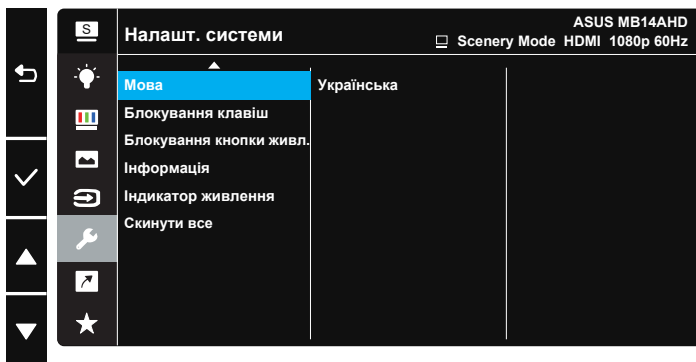 S
Налашт. системи
ASUS MB14AHD
Scenery Mode HDMI 1080p 60Hz
Мова
Українська
Блокування клавіш
Блокування кнопки живл.
Інформація
Індикатор живлення
Скинути все